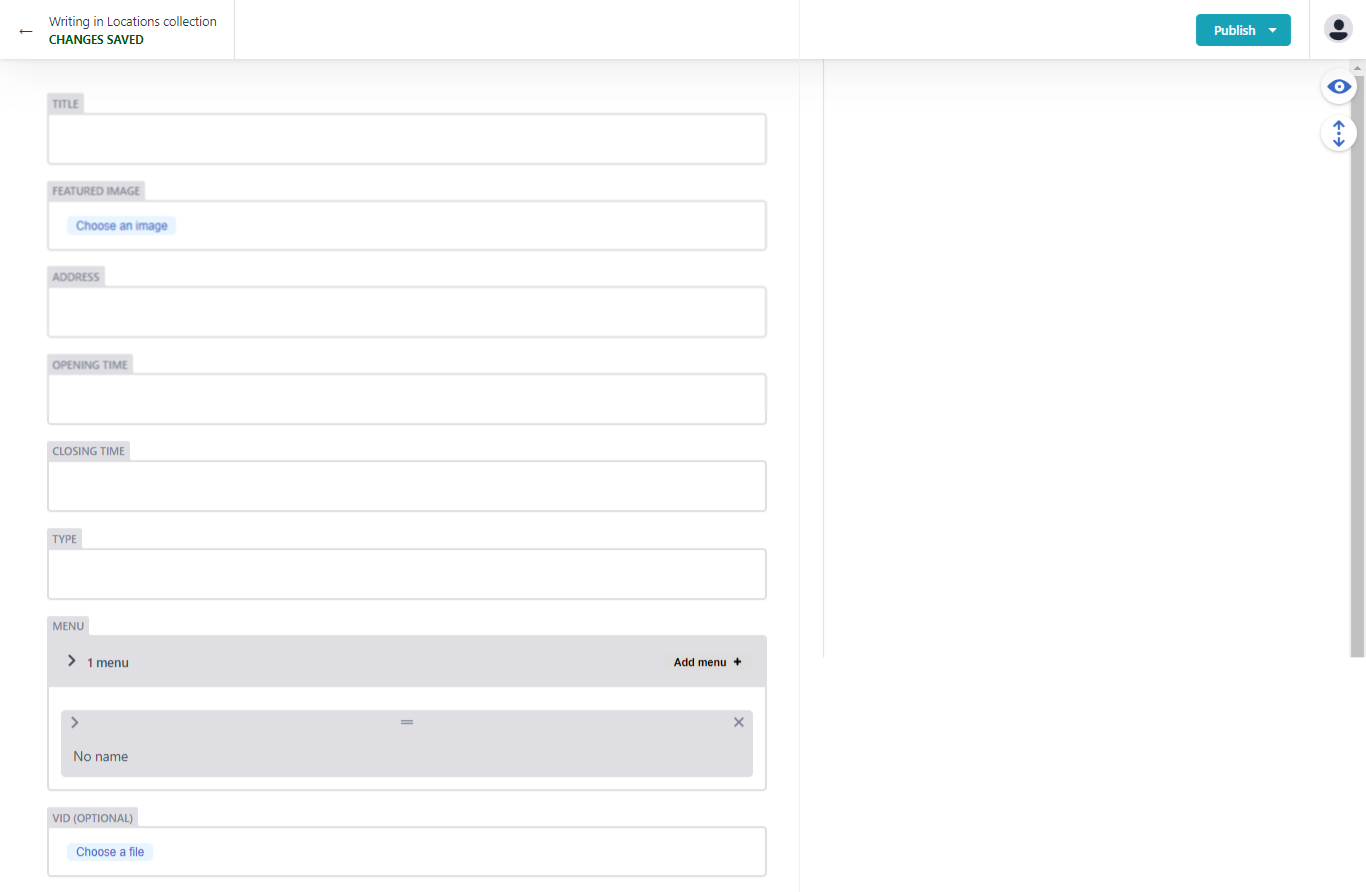 ← Writing in Locations collection
CHANGES SAVED
Publish
TITLE
FEATURED IMAGE
Choose an image
ADDRESS
OPENING TIME
CLOSING TIME
TYPE
MENU
1 menu
Add menu +
No name
VID (OPTIONAL)
Choose a file